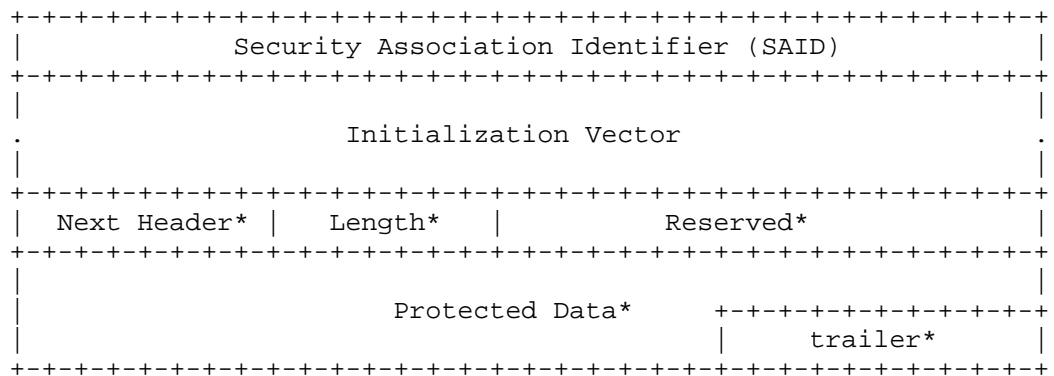 Security Association Identifier (SAID)
Initialization Vector
Next Header* | Length* | Reserved*
Protected Data*
trailer*